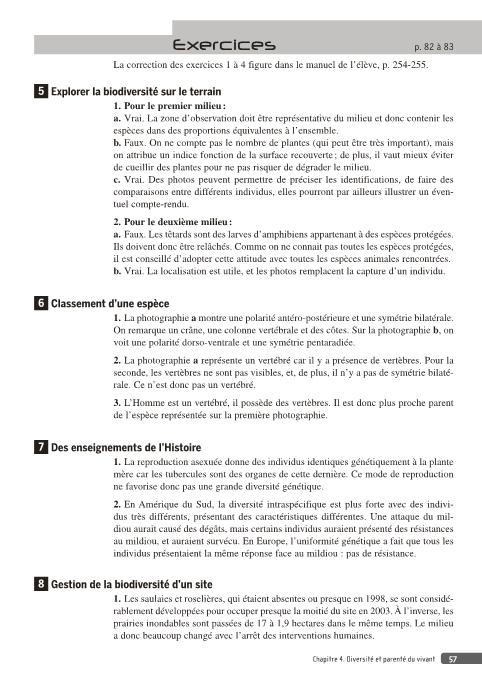 Exercices
p. 82 à 83
La correction des exercices 1 à 4 figure dans le manuel de l'élève, p. 254-255.
5 Explorer la biodiversité sur le terrain
1. Pour le premier milieu :
a. Vrai. La zone d'observation doit être représentative du milieu et donc contenir les
espèces dans des proportions équivalentes à l'ensemble.
b. Faux. On ne compte pas le nombre de plantes (qui peut être très important), mais
on attribue un indice fonction de la surface recouverte ; de plus, il vaut mieux éviter
de cueillir des plantes pour ne pas risquer de dégrader le milieu.
c. Vrai. Des photos peuvent permettre de préciser les identifications, de faire des
comparaisons entre différents individus, elles pourront par ailleurs illustrer un éven-
tuel compte-rendu.
2. Pour le deuxième milieu :
a. Faux. Les têtards sont des larves d'amphibiens appartenant à des espèces protégées.
Ils doivent donc être relâchés. Comme on ne connait pas toutes les espèces protégées,
il est conseillé d'adopter cette attitude avec toutes les espèces animales rencontrées.
b. Vrai. La localisation est utile, et les photos remplacent la capture d'un individu.
6 Classement d'une espèce
1. La photographie a montre une polarité antéro-postérieure et une symétrie bilatérale.
On remarque un crâne, une colonne vertébrale et des côtes. Sur la photographie b, on
voit une polarité dorso-ventrale et une symétrie pentaradiée.
2. La photographie a représente un vertébré car il y a présence de vertèbres. Pour la
seconde, les vertèbres ne sont pas visibles, et, de plus, il n'y a pas de symétrie bilaté-
rale. Ce n'est donc pas un vertébré.
3. L'Homme est un vertébré, il possède des vertèbres. Il est donc plus proche parent
de l'espèce représentée sur la première photographie.
7 Des enseignements de l'Histoire
1. La reproduction asexuée donne des individus identiques génétiquement à la plante
mère car les tubercules sont des organes de cette dernière. Ce mode de reproduction
ne favorise donc pas une grande diversité génétique.
2. En Amérique du Sud, la diversité intraspécifique est plus forte avec des indivi-
dus très différents, présentant des caractéristiques différentes. Une attaque du mil-
diou aurait causé des dégâts, mais certains individus auraient présenté des résistances
au mildiou, et auraient survécu. En Europe, l'uniformité génétique a fait que tous les
individus présentaient la même réponse face au mildiou : pas de résistance.
8 Gestion de la biodiversité d'un site
1. Les saulaies et roselières, qui étaient absentes ou presque en 1998, se sont considé-
rablement développées pour occuper presque la moitié du site en 2003. À l'inverse, les
prairies inondables sont passées de 17 à 1,9 hectares dans le même temps. Le milieu
a donc beaucoup changé avec l'arrêt des interventions humaines.
Chapitre 4. Diversité et parenté du vivant 57